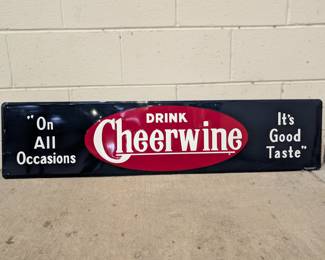 "On
All
Occasions
DRINK
Cheerwine
It's
Good
Taste"